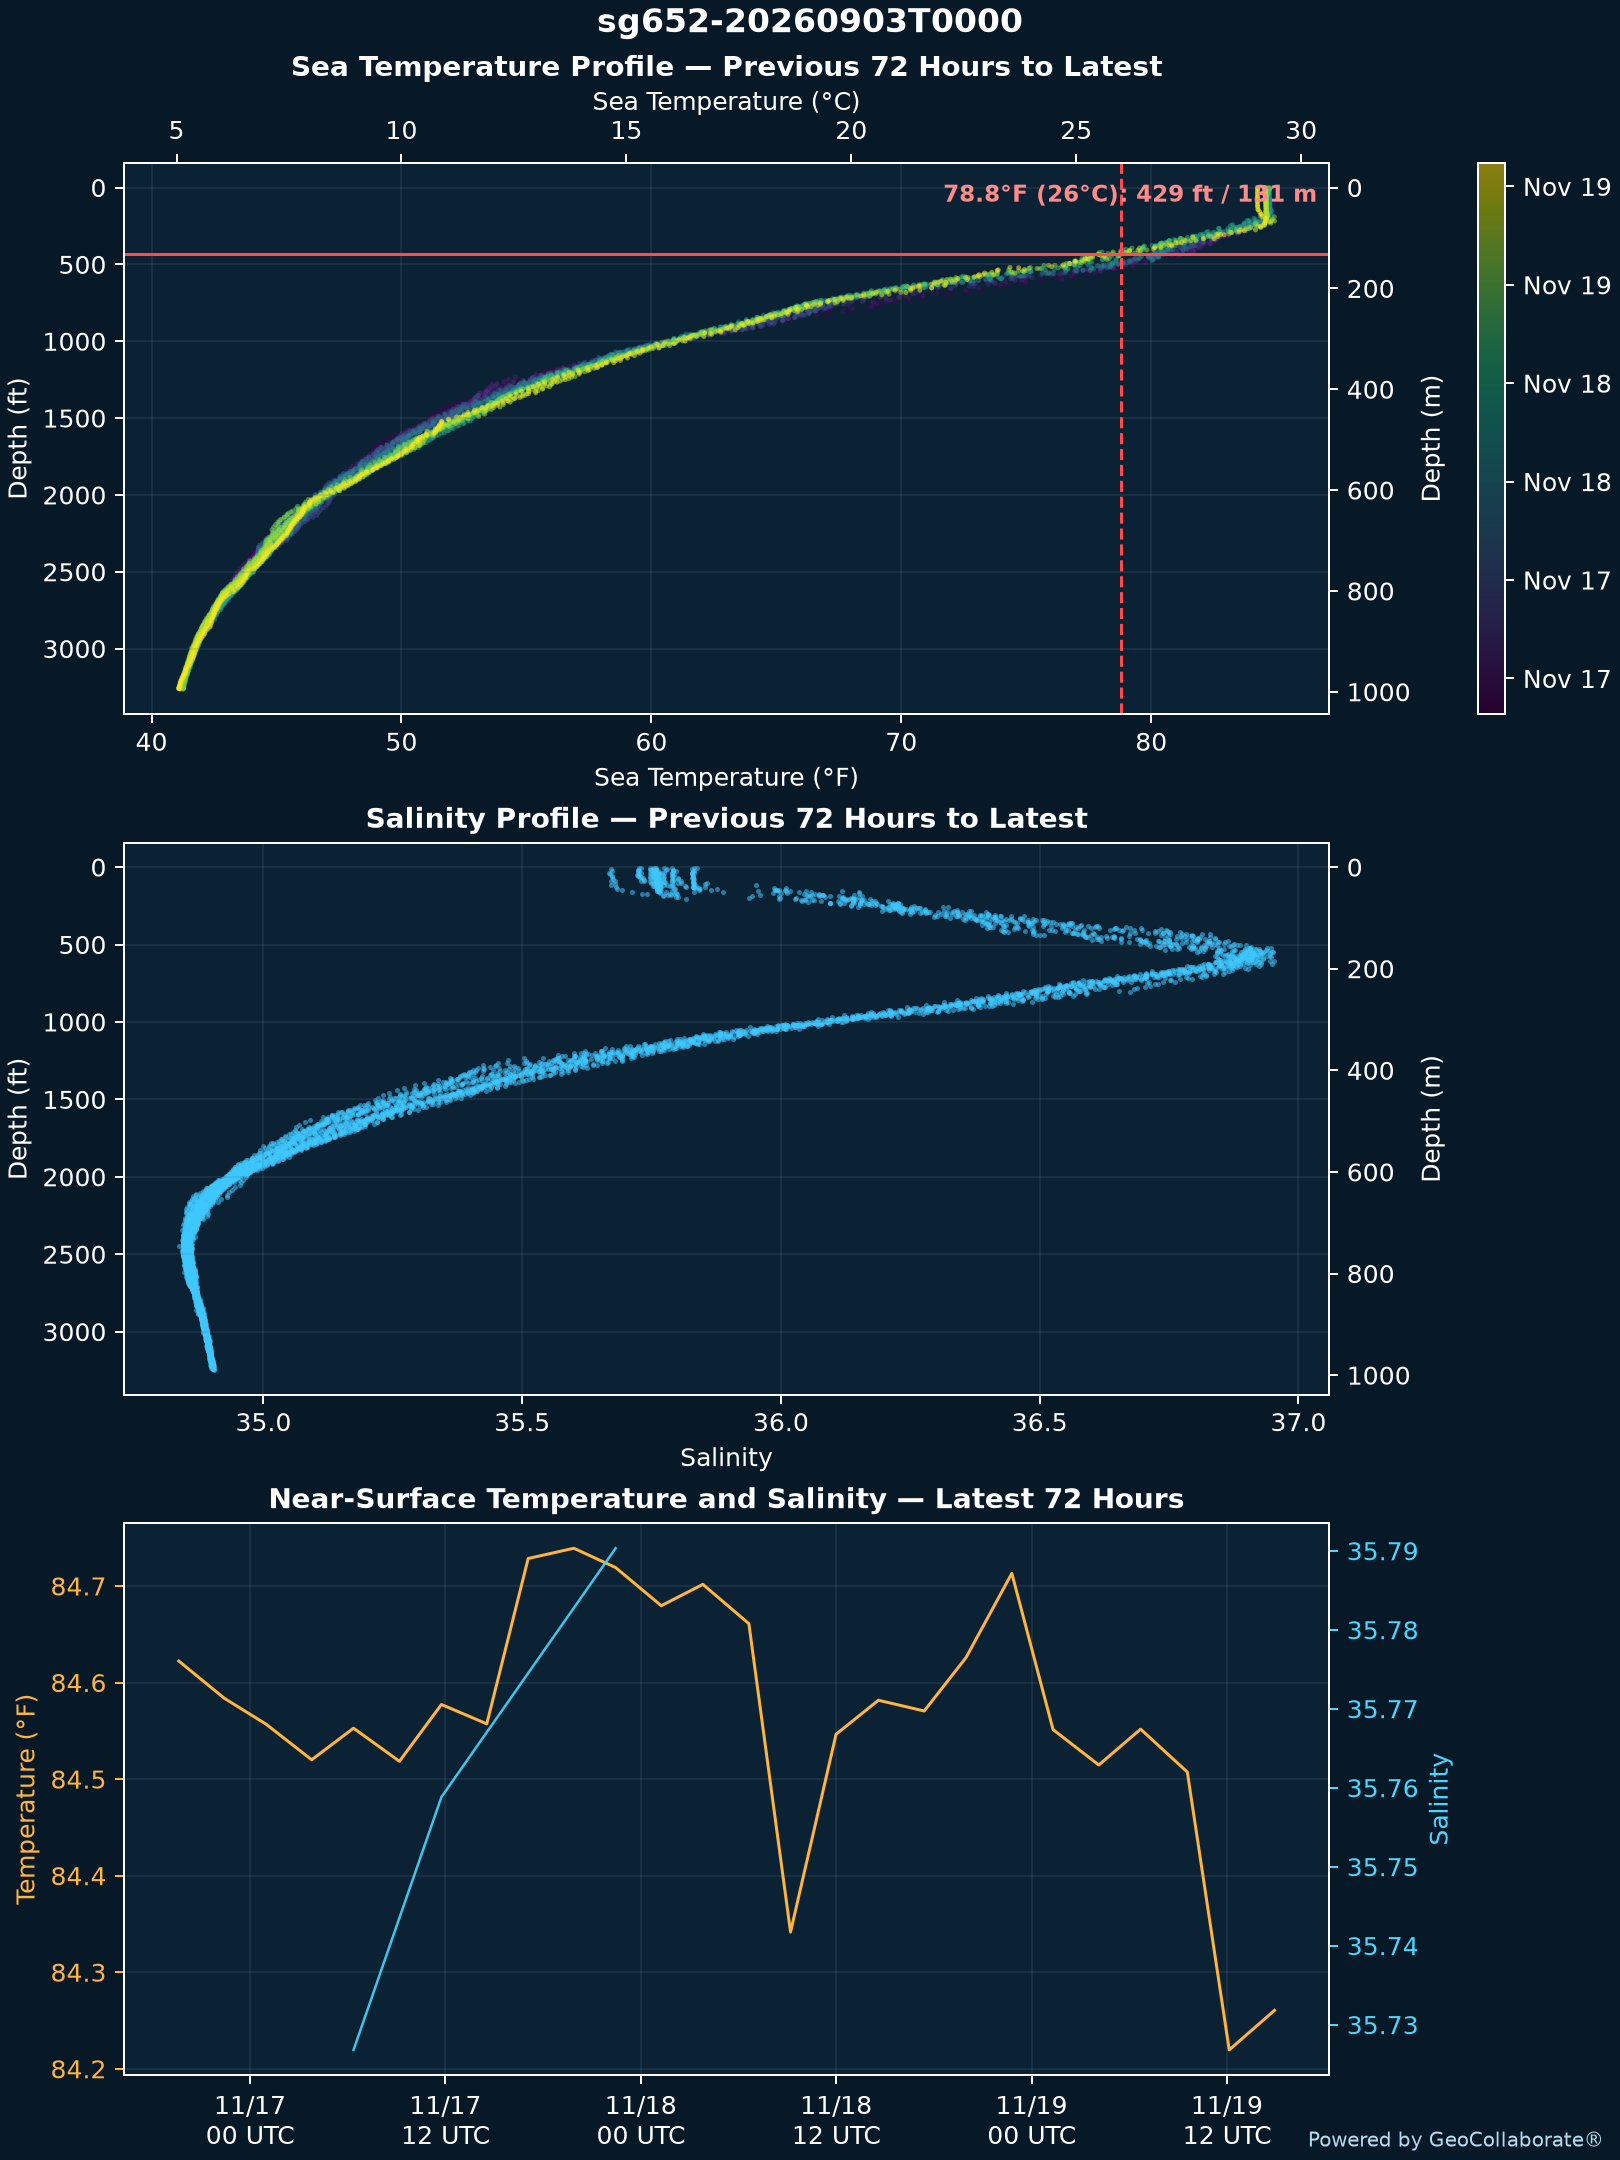 sg652-20260903T0000
Sea Temperature Profile — Previous 72 Hours to Latest
Sea Temperature (°C)
5 10 15 20 25 30
78.8°F (26°C): 429 ft / 131 m
0
500
1000
1500
2000
2500
3000
Depth (ft)
0
200
400
600
800
1000
Depth (m)
Nov 19
Nov 19
Nov 18
Nov 18
Nov 17
Nov 17
40 50 60 70 80
Sea Temperature (°F)
Salinity Profile — Previous 72 Hours to Latest
0
500
1000
1500
2000
2500
3000
Depth (ft)
0
200
400
600
800
1000
Depth (m)
35.0 35.5 36.0 36.5 37.0
Salinity
Near-Surface Temperature and Salinity — Latest 72 Hours
84.7
84.6
84.5
84.4
84.3
84.2
Temperature (°F)
35.79
35.78
35.77
35.76
35.75
35.74
35.73
Salinity
11/17 11/17 11/18 11/18 11/19 11/19
00 UTC 12 UTC 00 UTC 12 UTC 00 UTC 12 UTC
Powered by GeoCollaborate®